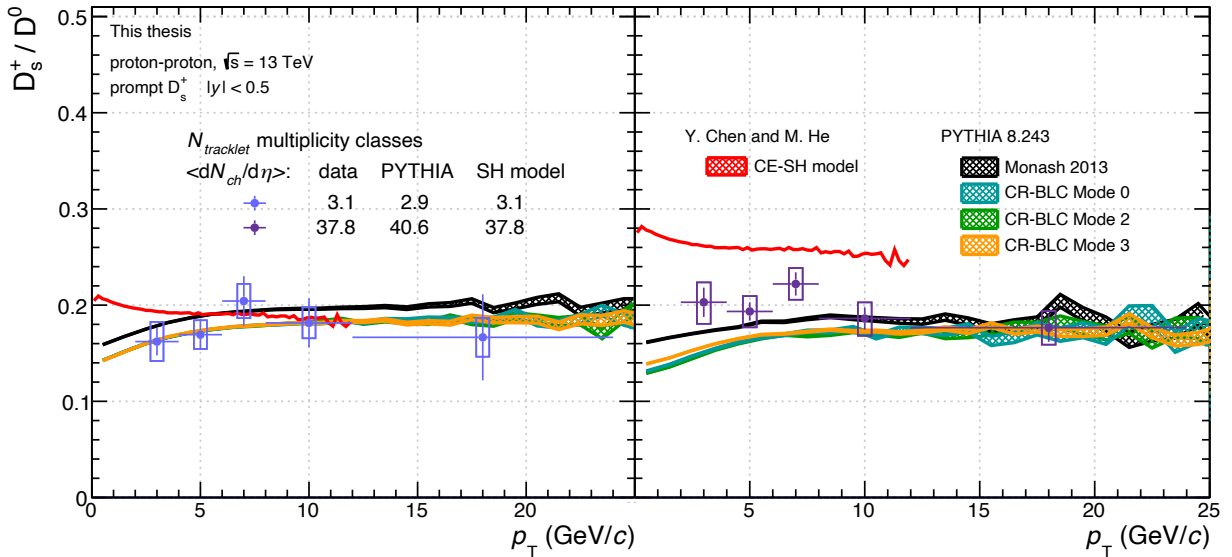 D_s^+ / D^0
0.5
0.4
0.3
0.2
0.1
0
This thesis
proton-proton, √s = 13 TeV
prompt D_s^+ |y| < 0.5
N_tracklet multiplicity classes
<dN_ch/dη>: data PYTHIA SH model
3.1 2.9 3.1
37.8 40.6 37.8
0 5 10 15 20
p_T (GeV/c)
Y. Chen and M. He
CE-SH model
PYTHIA 8.243
Monash 2013
CR-BLC Mode 0
CR-BLC Mode 2
CR-BLC Mode 3
5 10 15 20 25
p_T (GeV/c)